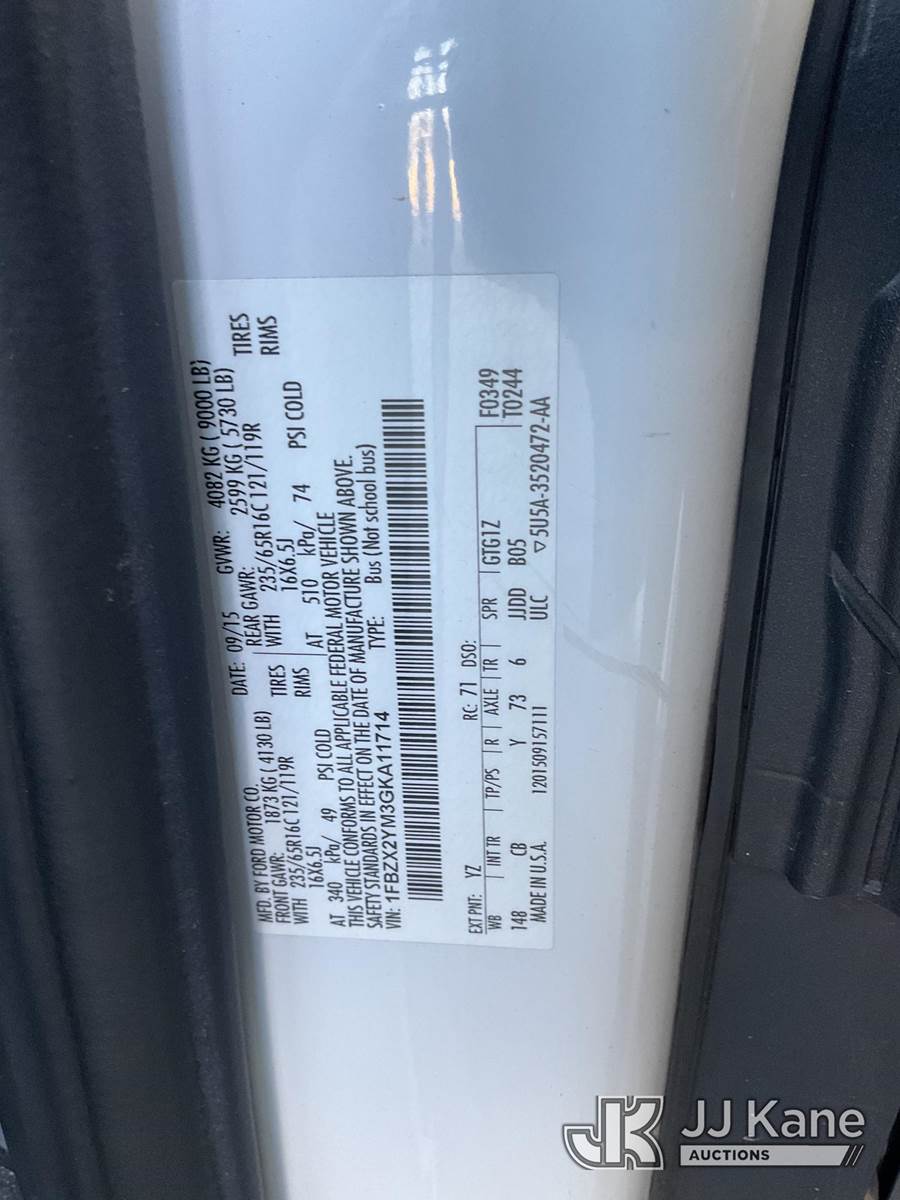 MFD. BY FORD MOTOR CO.
DATE: 09/15 GVWR: 4082 KG ( 9000 LB)
FRONT GAWR: 1873 KG ( 4130 LB) REAR GAWR: 2599 KG ( 5730 LB)
WITH 235/65R16C 121/119R TIRES WITH 235/65R16C 121/119R TIRES
16X6.5J RIMS 16X6.5J RIMS
AT 340 kPa/ 49 PSI COLD AT 510 kPa/ 74 PSI COLD
THIS VEHICLE CONFORMS TO ALL APPLICABLE FEDERAL MOTOR VEHICLE
SAFETY STANDARDS IN EFFECT ON THE DATE OF MANUFACTURE SHOWN ABOVE.
VIN: 1FBZX2YM3GKA11714 TYPE: Bus (Not school bus)
EXT PNT: YZ RC: 71 DSO:
WB INT TR TP/PS R AXLE TR SPR GTG1Z F0349
148 CB Y 73 6 JJDD B05 T0244
MADE IN U.S.A. 1201509157111 ULC ▽5U5A-3520472-AA
JK JJ Kane
AUCTIONS